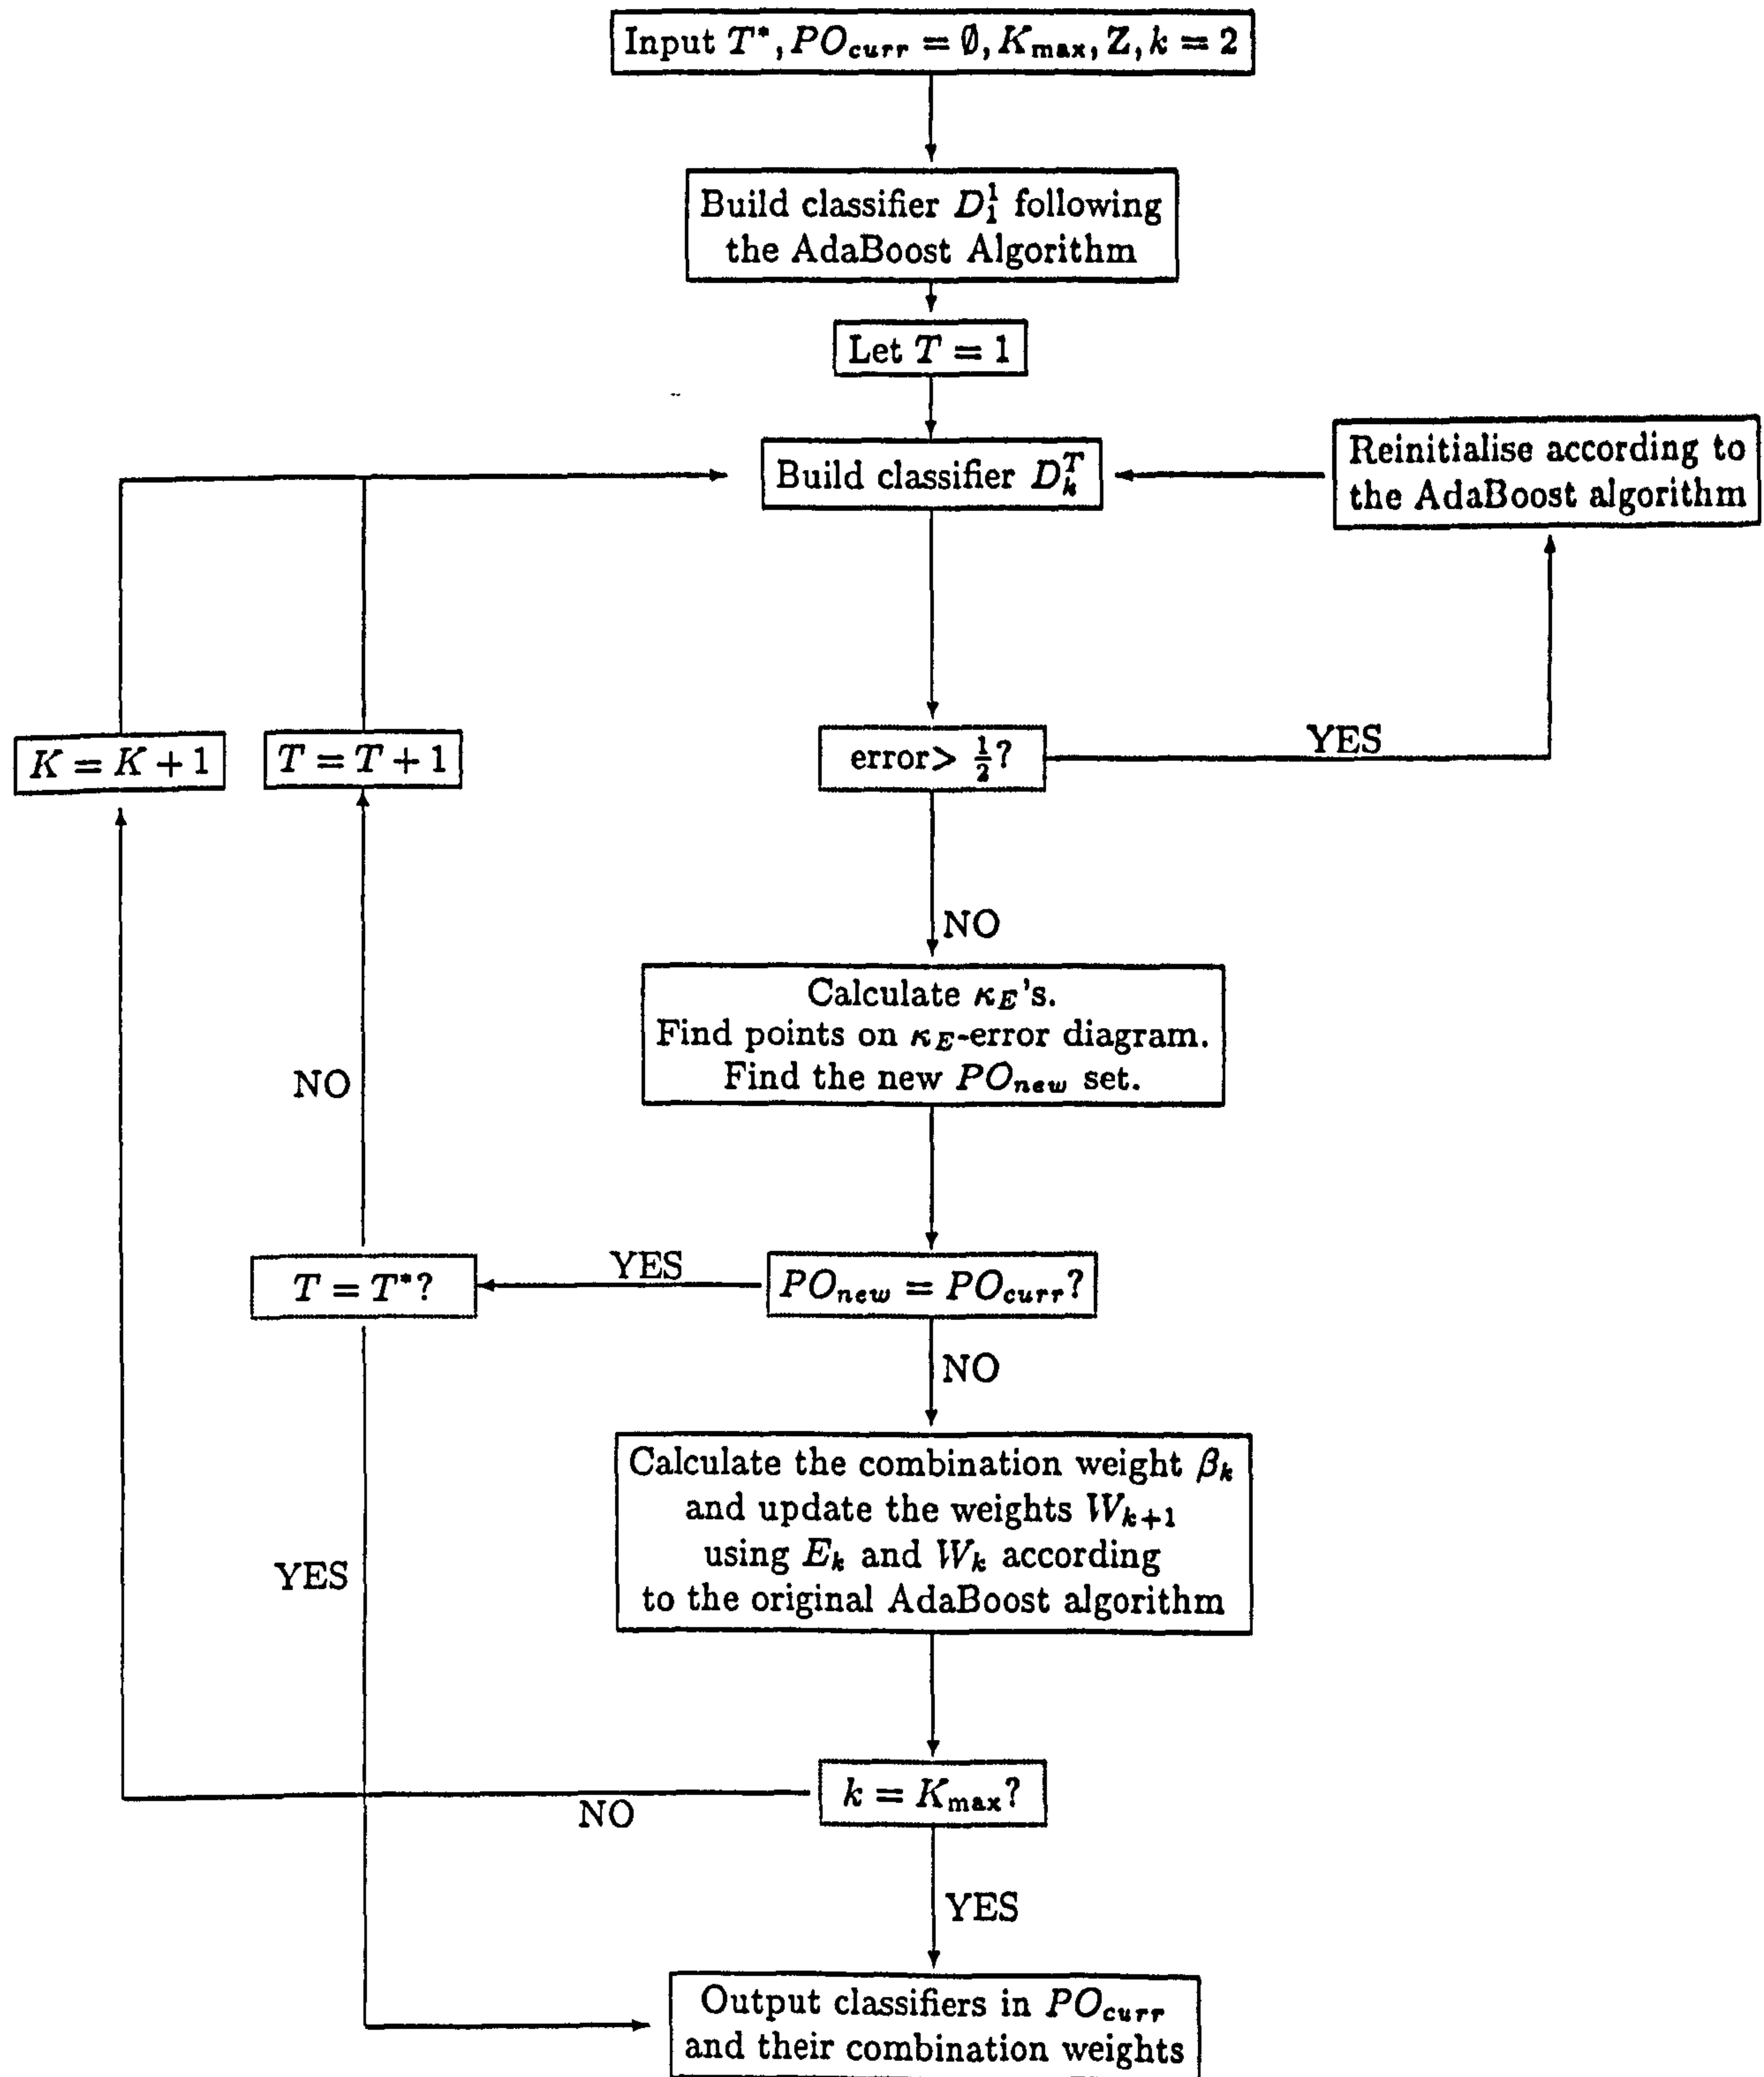 Input T*, PO_curr = ∅, K_max, Z, k = 2
Build classifier D_1^1 following
the AdaBoost Algorithm
Let T = 1
Build classifier D_k^T
Reinitialise according to
the AdaBoost algorithm
K = K + 1
T = T + 1
error> 1/2?
YES
NO
Calculate κ_E's.
Find points on κ_E-error diagram.
Find the new PO_new set.
NO
T = T*?
YES
PO_new = PO_curr?
NO
Calculate the combination weight β_k
and update the weights W_{k+1}
using E_k and W_k according
to the original AdaBoost algorithm
YES
k = K_max?
NO
YES
Output classifiers in PO_curr
and their combination weights